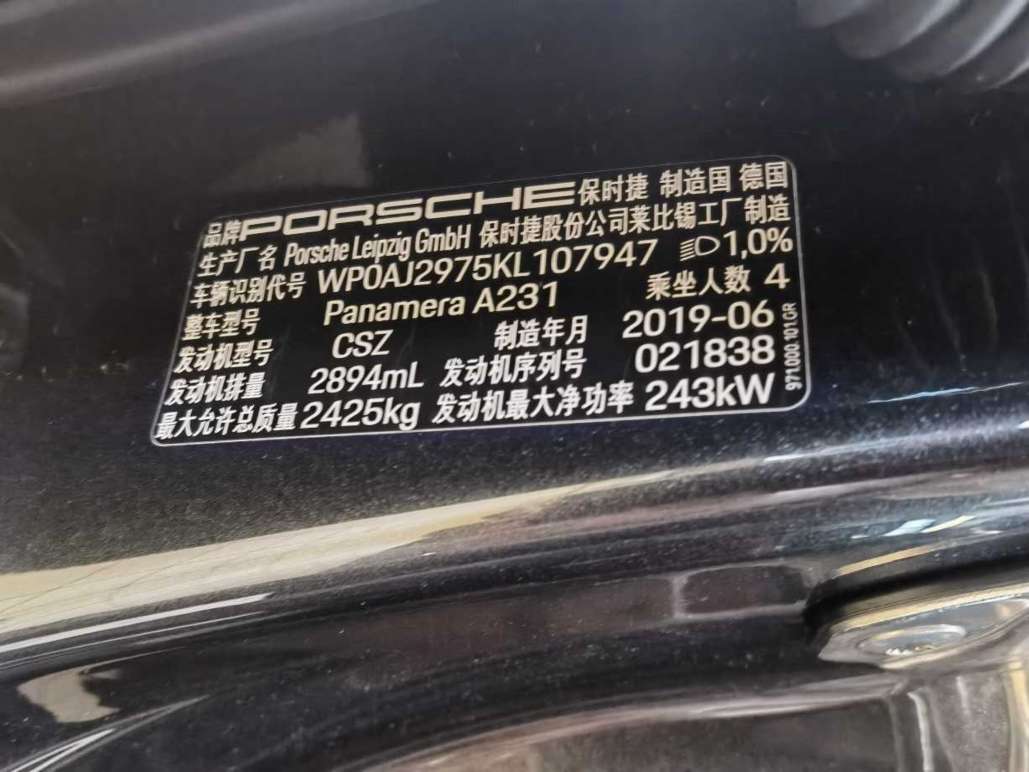 品牌 PORSCHE 保时捷 制造国 德国
生产厂名 Porsche Leipzig GmbH 保时捷股份公司莱比锡工厂制造
车辆识别代号 WP0AJ2975KL107947 1,0%
整车型号 Panamera A231 乘坐人数 4
发动机型号 CSZ 制造年月 2019-06
发动机排量 2894mL 发动机序列号 021838
最大允许总质量 2425kg 发动机最大净功率 243kW
971.000.101GR